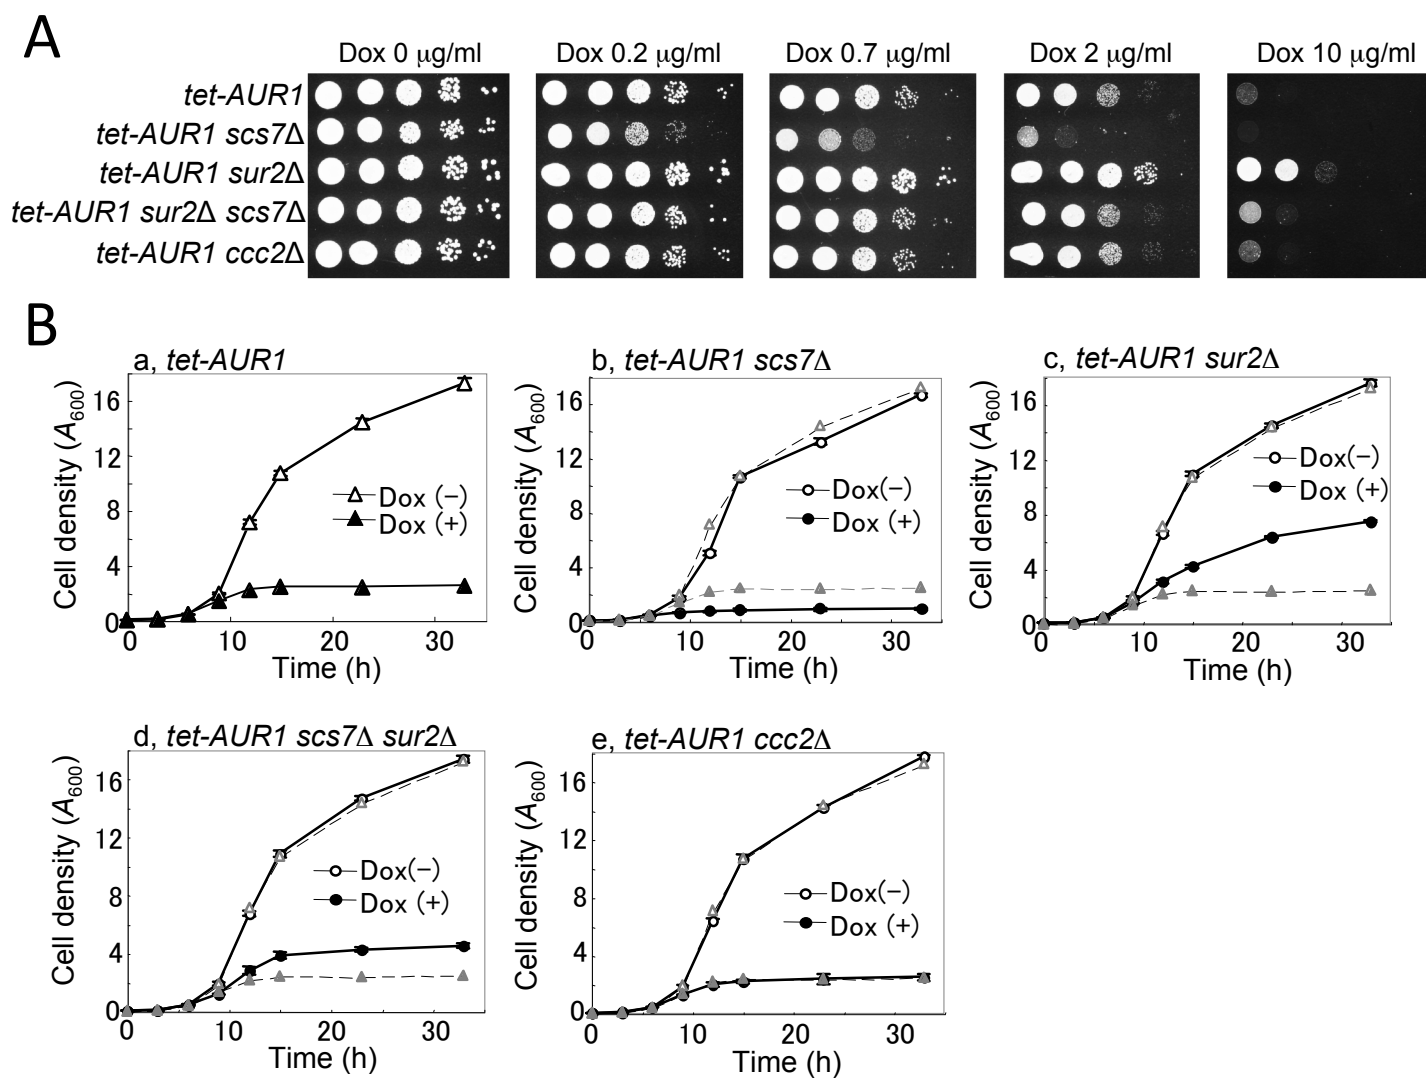 A
Dox 0 μg/ml
Dox 0.2 μg/ml
Dox 0.7 μg/ml
Dox 2 μg/ml
Dox 10 μg/ml
tet-AUR1
tet-AUR1 scs7Δ
tet-AUR1 sur2Δ
tet-AUR1 sur2Δ scs7Δ
tet-AUR1 ccc2Δ
B
a, tet-AUR1
Cell density (A600)
16
12
8
4
0
0
10
20
30
Time (h)
Dox (−)
Dox (+)
b, tet-AUR1 scs7Δ
Cell density (A600)
16
12
8
4
0
0
10
20
30
Time (h)
Dox(−)
Dox (+)
c, tet-AUR1 sur2Δ
Cell density (A600)
16
12
8
4
0
0
10
20
30
Time (h)
Dox(−)
Dox (+)
d, tet-AUR1 scs7Δ sur2Δ
Cell density (A600)
16
12
8
4
0
0
10
20
30
Time (h)
Dox(−)
Dox (+)
e, tet-AUR1 ccc2Δ
Cell density (A600)
16
12
8
4
0
0
10
20
30
Time (h)
Dox(−)
Dox (+)